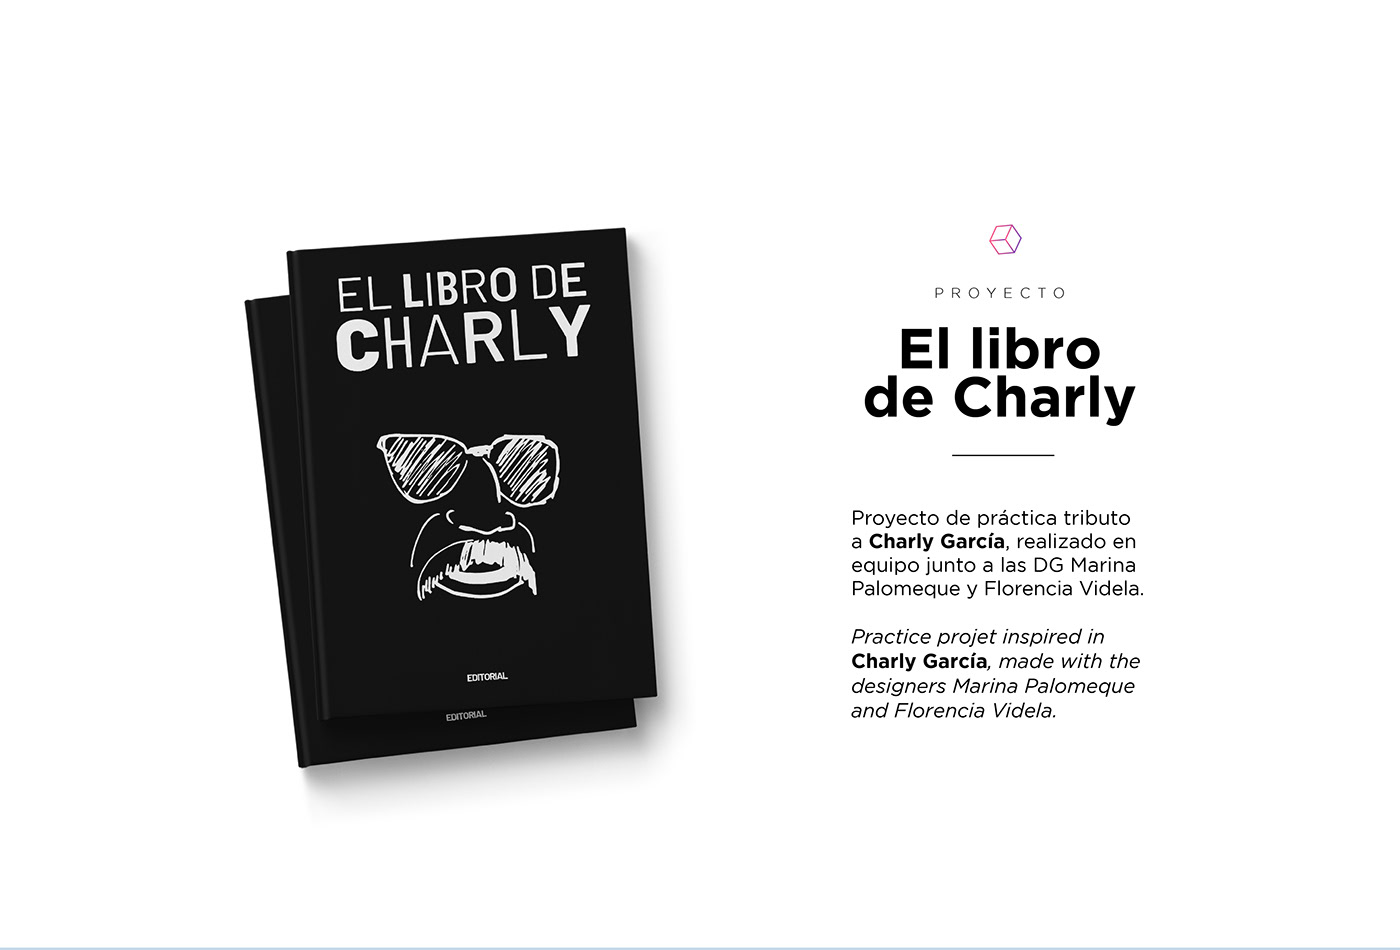 EL LIBRO DE
CHARLY
EDITORIAL
EDITORIAL
PROYECTO
El libro
de Charly
Proyecto de práctica tributo
a Charly García, realizado en
equipo junto a las DG Marina
Palomeque y Florencia Videla.
Practice projet inspired in
Charly García, made with the
designers Marina Palomeque
and Florencia Videla.